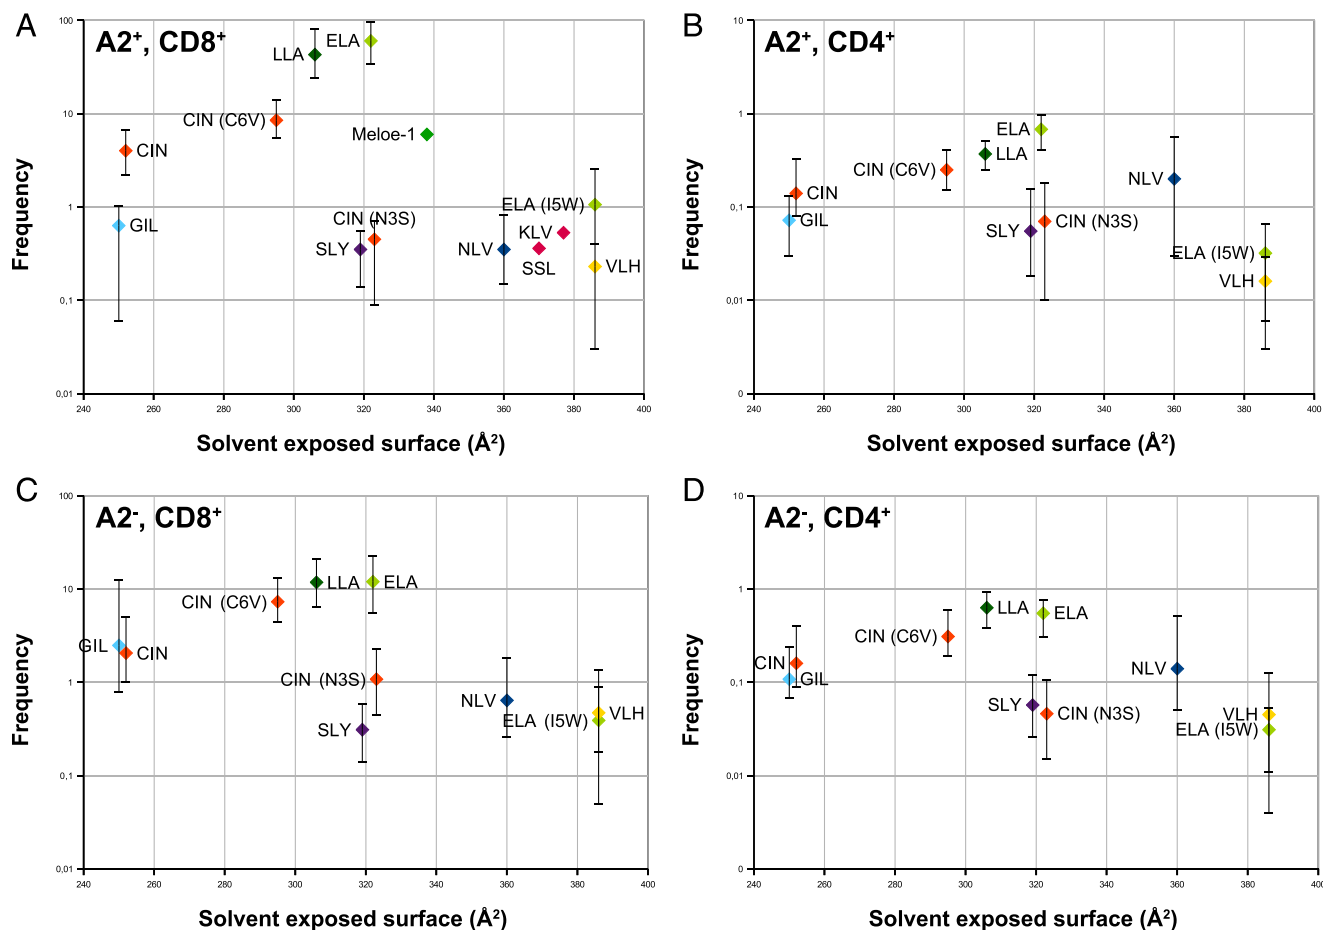 A
A2⁺, CD8⁺
Frequency
100
10
1
0,1
0,01
ELA
LLA
CIN (C6V)
Meloe-1
CIN
ELA (I5W)
CIN (N3S)
GIL
KLV
SLY
NLV
SSL
VLH
240 260 280 300 320 340 360 380 400
Solvent exposed surface (Å²)
B
A2⁺, CD4⁺
Frequency
10
1
0,1
0,01
0
ELA
LLA
CIN (C6V)
NLV
CIN
GIL
CIN (N3S)
SLY
ELA (I5W)
VLH
240 260 280 300 320 340 360 380 400
Solvent exposed surface (Å²)
C
A2⁻, CD8⁺
Frequency
100
10
1
0,1
0,01
LLA
ELA
CIN (C6V)
GIL
CIN
CIN (N3S)
NLV
VLH
ELA (I5W)
SLY
240 260 280 300 320 340 360 380 400
Solvent exposed surface (Å²)
D
A2⁻, CD4⁺
Frequency
10
1
0,1
0,01
0
LLA
ELA
CIN (C6V)
CIN
NLV
GIL
SLY
CIN (N3S)
VLH
ELA (I5W)
240 260 280 300 320 340 360 380 400
Solvent exposed surface (Å²)